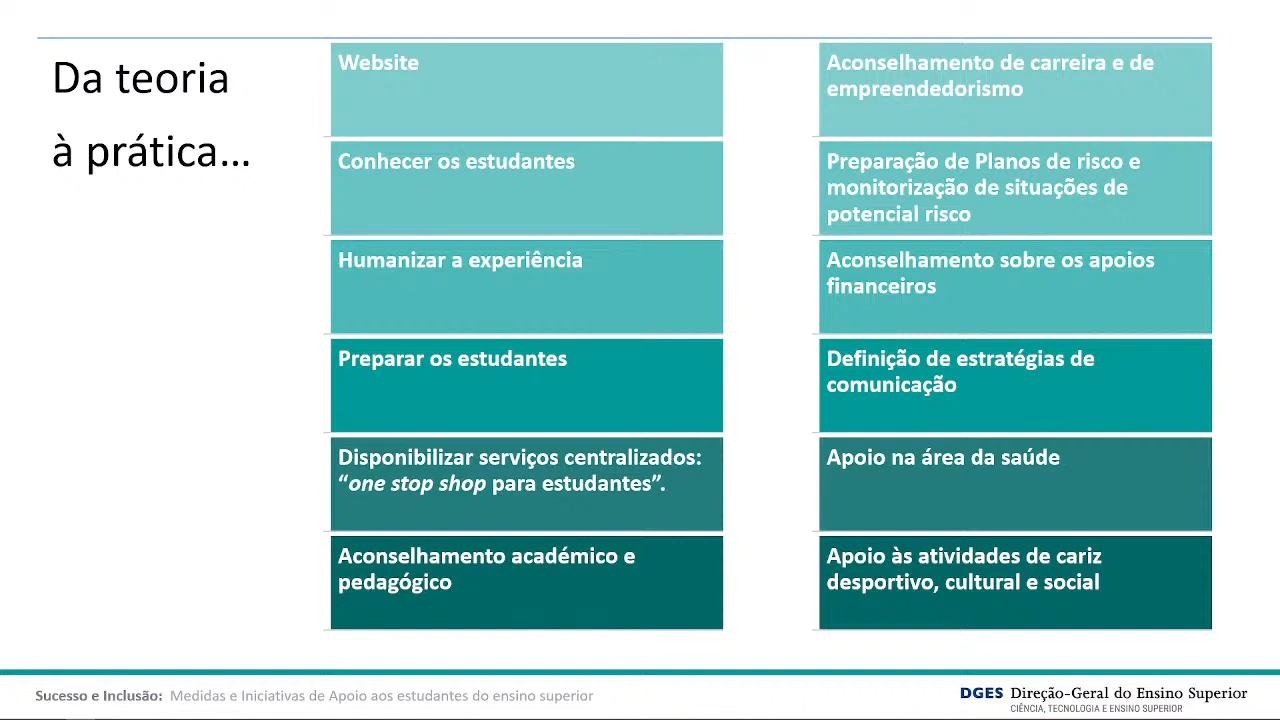 Da teoria
à prática...
Website
Conhecer os estudantes
Humanizar a experiência
Preparar os estudantes
Disponibilizar serviços centralizados:
“one stop shop para estudantes”.
Aconselhamento académico e
pedagógico
Aconselhamento de carreira e de
empreendedorismo
Preparação de Planos de risco e
monitorização de situações de
potencial risco
Aconselhamento sobre os apoios
financeiros
Definição de estratégias de
comunicação
Apoio na área da saúde
Apoio às atividades de cariz
desportivo, cultural e social
Sucesso e Inclusão: Medidas e Iniciativas de Apoio aos estudantes do ensino superior
DGES Direção-Geral do Ensino Superior
CIÊNCIA, TECNOLOGIA E ENSINO SUPERIOR